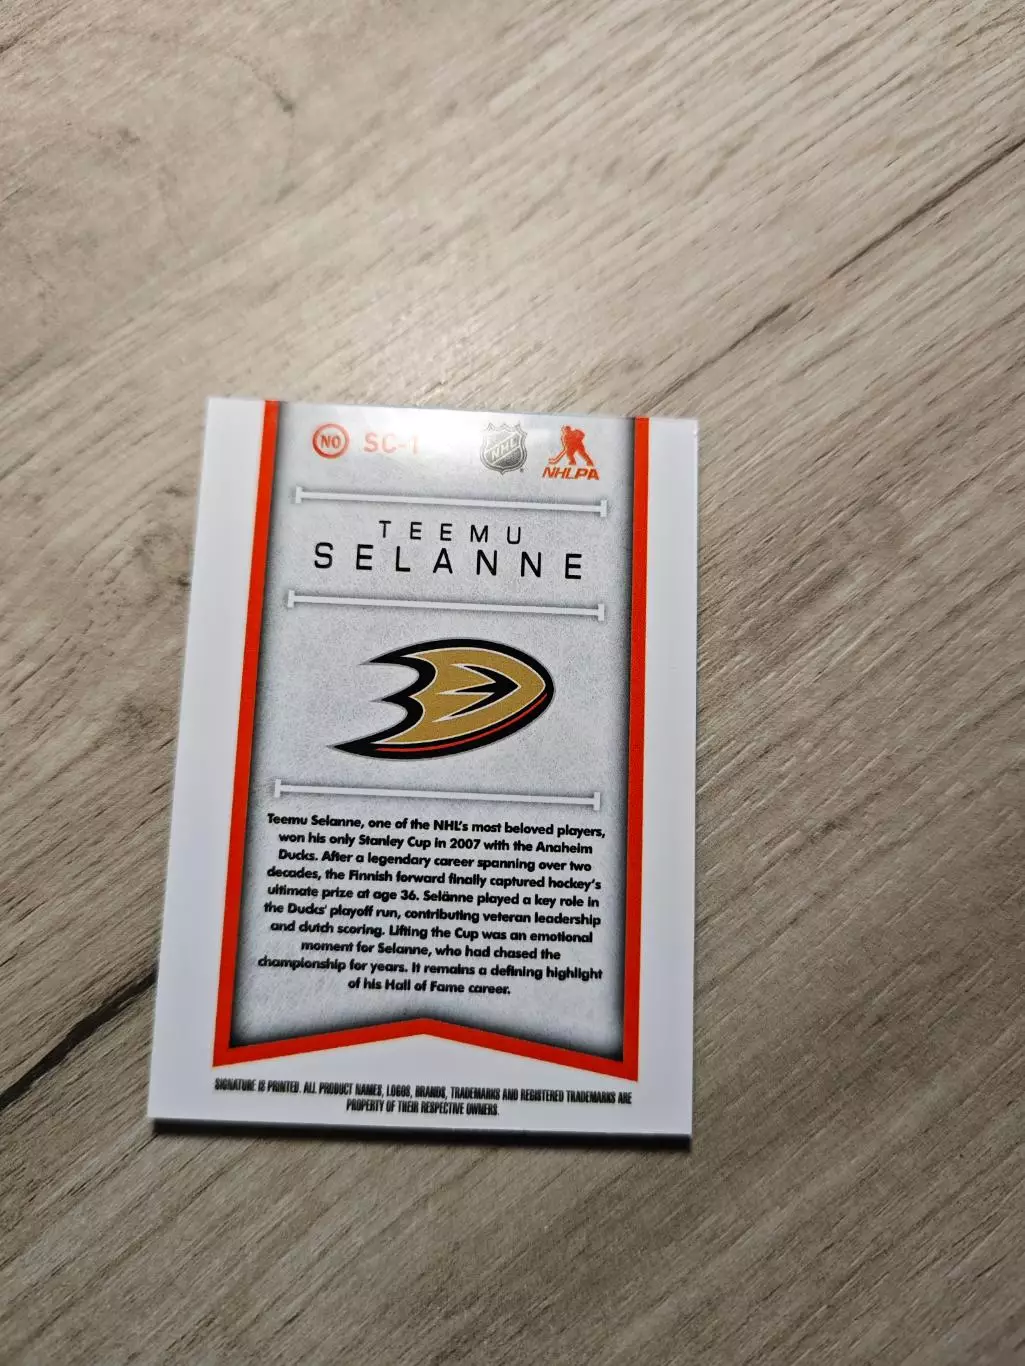 NO SC-1 NHL NHLPA
TEEMU
SELANNE
Teemu Selanne, one of the NHL's most beloved players,
won his only Stanley Cup in 2007 with the Anaheim
Ducks. After a legendary career spanning over two
decades, the Finnish forward finally captured hockey's
ultimate prize at age 36. Selänne played a key role in
the Ducks' playoff run, contributing veteran leadership
and clutch scoring. Lifting the Cup was an emotional
moment for Selanne, who had chased the
championship for years. It remains a defining highlight
of his Hall of Fame career.
SIGNATURE IS PRINTED. ALL PRODUCT NAMES, LOGOS, BRANDS, TRADEMARKS AND REGISTERED TRADEMARKS ARE
PROPERTY OF THEIR RESPECTIVE OWNERS.